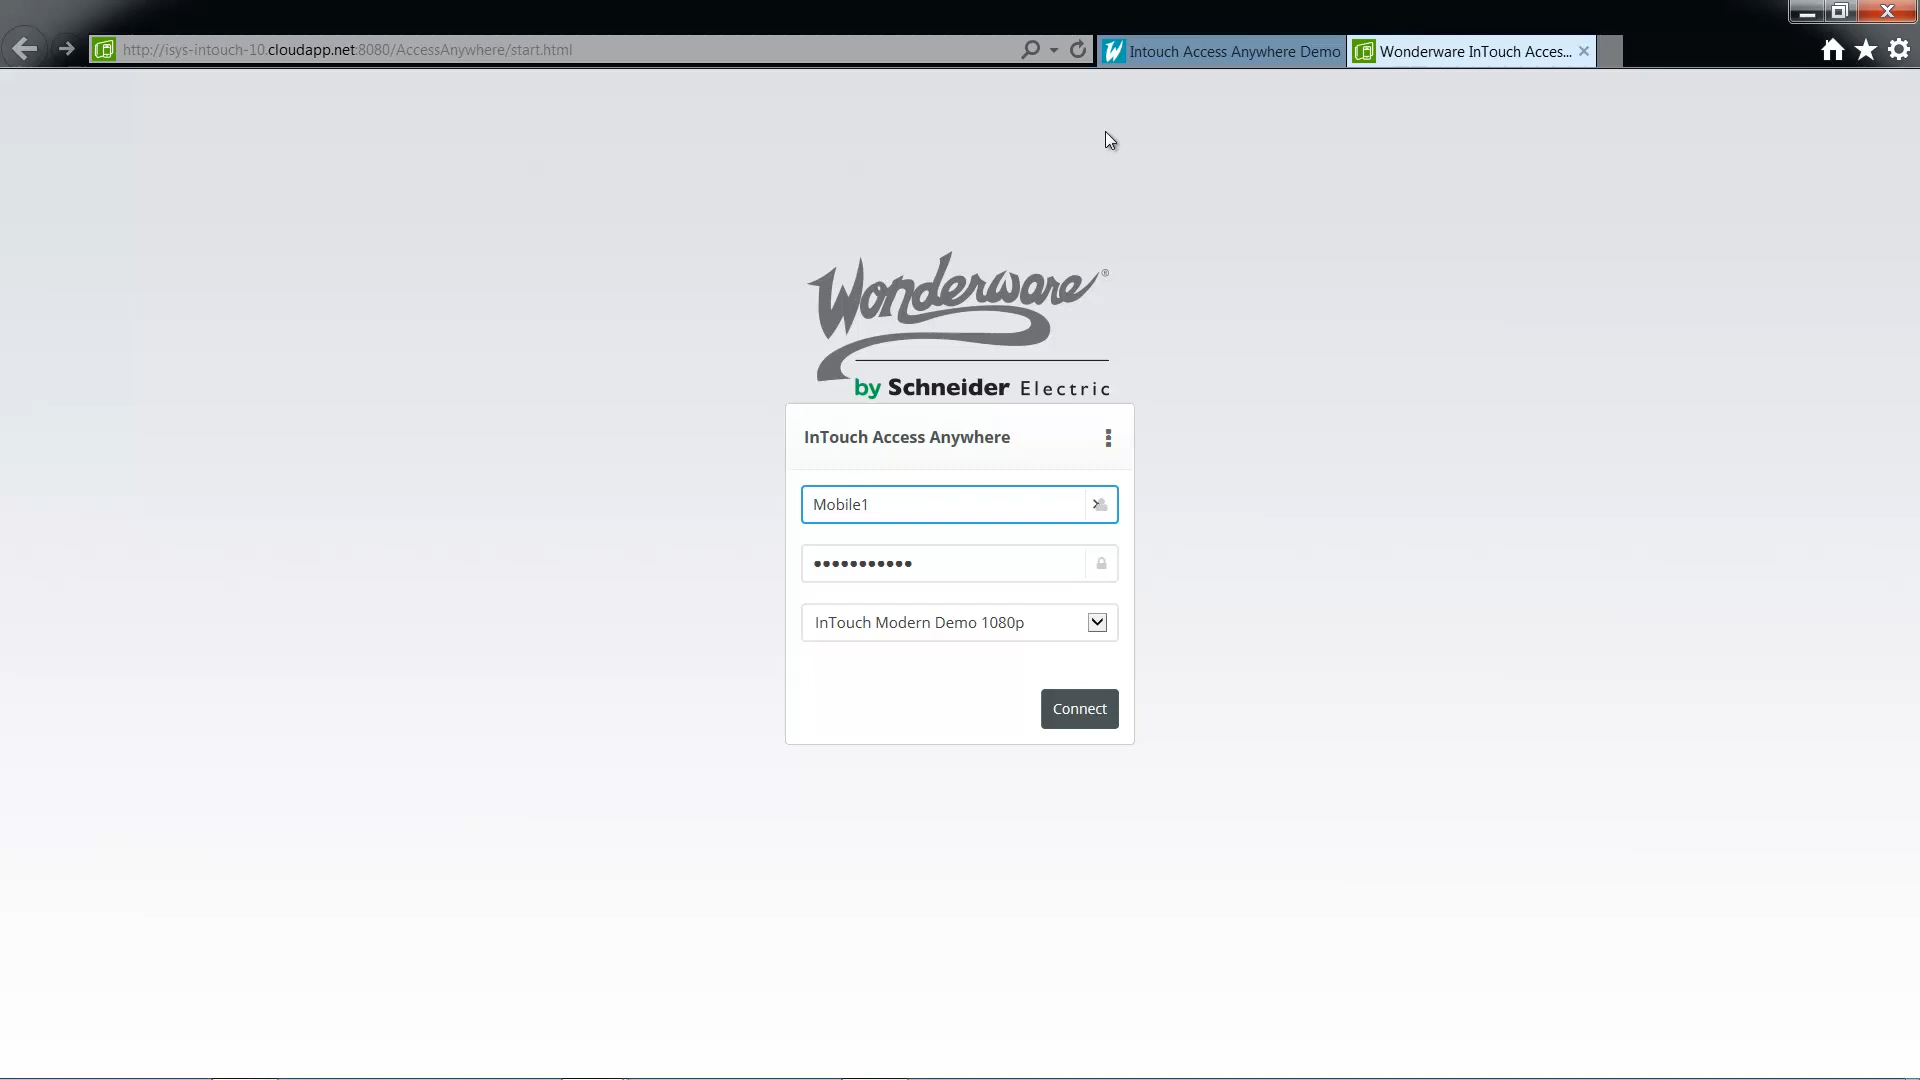 http://isys-intouch-10.cloudapp.net:8080/AccessAnywhere/start.html
Intouch Access Anywhere Demo
Wonderware InTouch Acces...
Wonderware®
by Schneider Electric
InTouch Access Anywhere
Mobile1
•••••••••••
InTouch Modern Demo 1080p
Connect